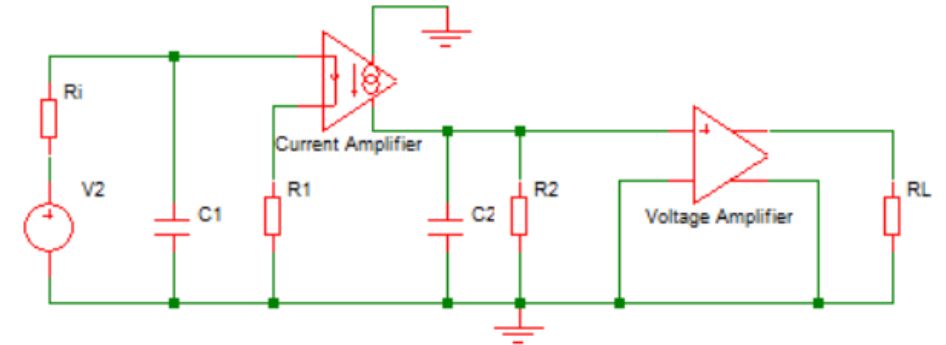 Ri
V2
C1
R1
Current Amplifier
C2
R2
Voltage Amplifier
RL